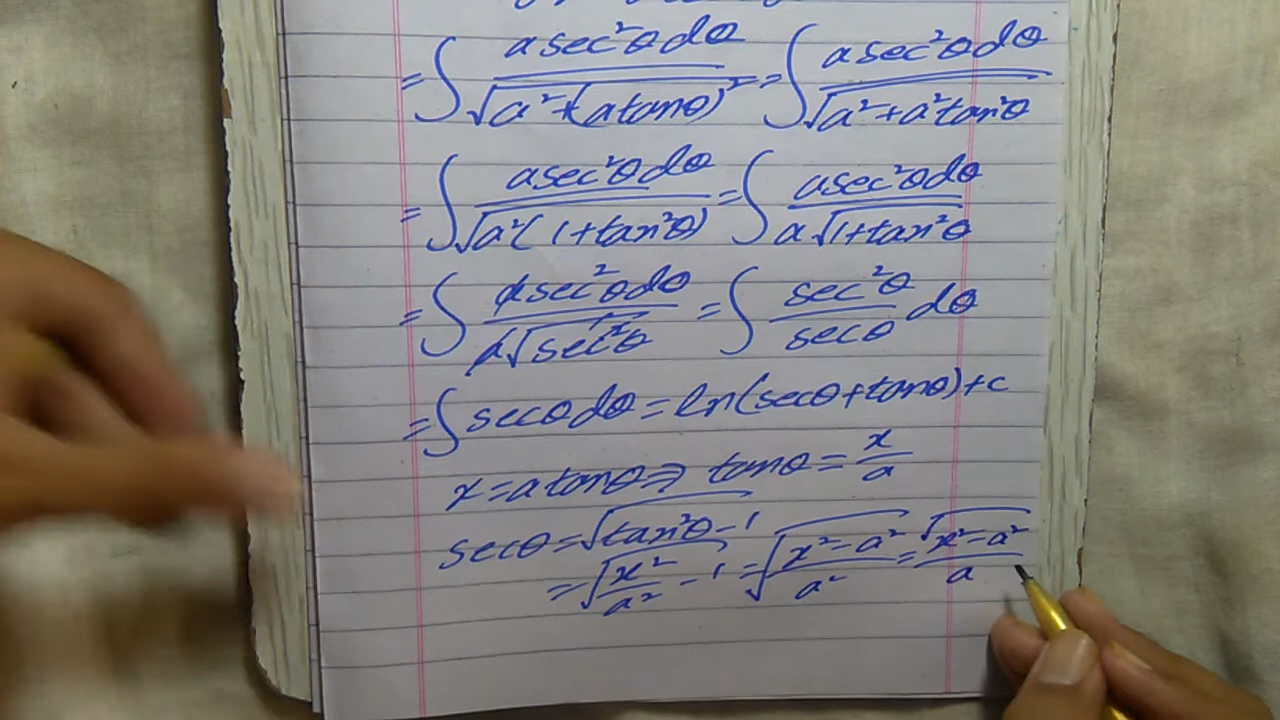 = ∫ a sec²θ dθ / √(a² + (a tanθ)²) = ∫ a sec²θ dθ / √(a² + a² tan²θ)
= ∫ a sec²θ dθ / √(a² (1 + tan²θ)) = ∫ a sec²θ dθ / a √(1 + tan²θ)
= ∫ a sec²θ dθ / a √(sec²θ) = ∫ sec²θ / secθ dθ
= ∫ secθ dθ = ln(secθ + tanθ) + c
x = a tanθ ⇒ tanθ = x/a
secθ = √(tan²θ - 1)
= √(x²/a² - 1) = √((x² - a²)/a²) = √(x² - a²)/a